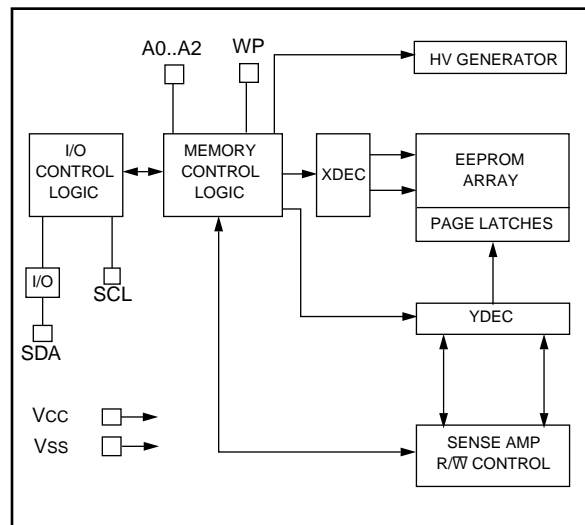 A0..A2
WP
HV GENERATOR
I/O
CONTROL
LOGIC
MEMORY
CONTROL
LOGIC
XDEC
EEPROM
ARRAY
PAGE LATCHES
I/O
SCL
SDA
YDEC
VCC
VSS
SENSE AMP
R/W̅ CONTROL